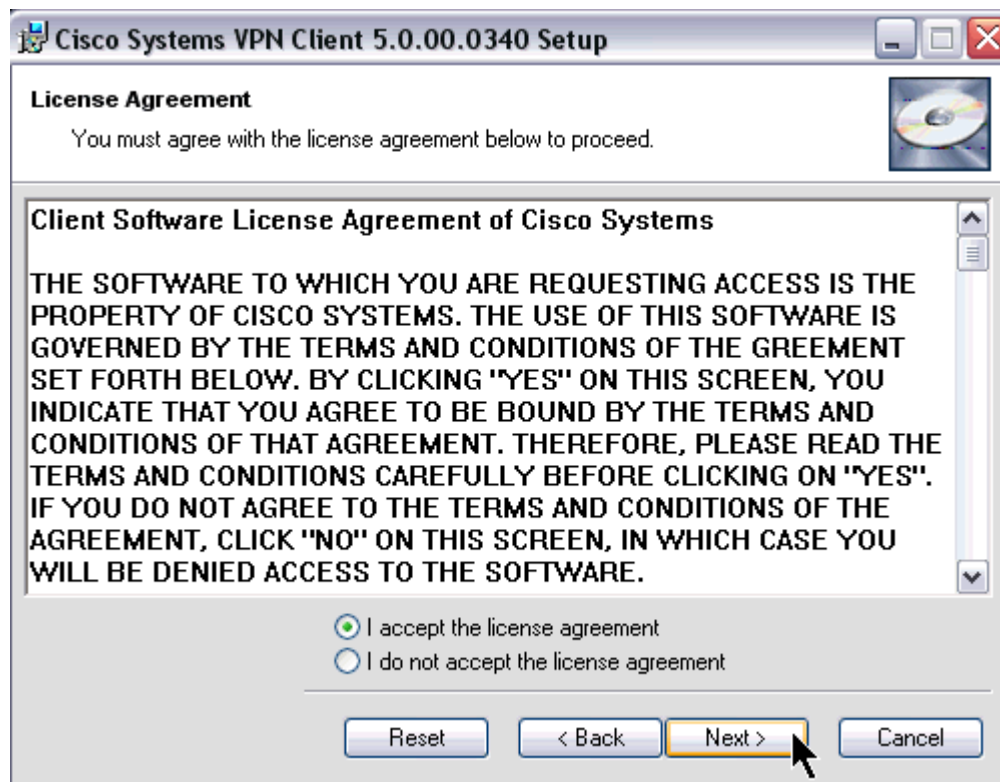 Cisco Systems VPN Client 5.0.00.0340 Setup
License Agreement
You must agree with the license agreement below to proceed.
Client Software License Agreement of Cisco Systems
THE SOFTWARE TO WHICH YOU ARE REQUESTING ACCESS IS THE
PROPERTY OF CISCO SYSTEMS. THE USE OF THIS SOFTWARE IS
GOVERNED BY THE TERMS AND CONDITIONS OF THE GREEMENT
SET FORTH BELOW. BY CLICKING "YES" ON THIS SCREEN, YOU
INDICATE THAT YOU AGREE TO BE BOUND BY THE TERMS AND
CONDITIONS OF THAT AGREEMENT. THEREFORE, PLEASE READ THE
TERMS AND CONDITIONS CAREFULLY BEFORE CLICKING ON "YES".
IF YOU DO NOT AGREE TO THE TERMS AND CONDITIONS OF THE
AGREEMENT, CLICK "NO" ON THIS SCREEN, IN WHICH CASE YOU
WILL BE DENIED ACCESS TO THE SOFTWARE.
I accept the license agreement
I do not accept the license agreement
Reset < Back Next > Cancel